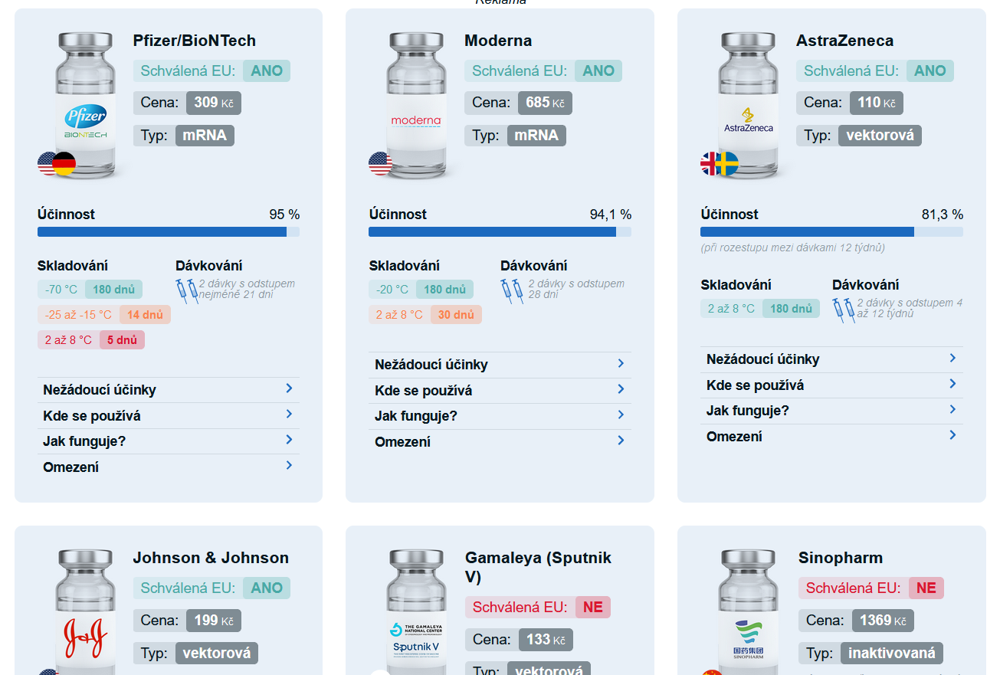 Reklama
Pfizer/BioNTech
Schválená EU: ANO
Cena: 309 Kč
Typ: mRNA
Pfizer
BIONTECH
Účinnost 95 %
Skladování
-70 °C 180 dnů
-25 až -15 °C 14 dnů
2 až 8 °C 5 dnů
Dávkování
2 dávky s odstupem
nejméně 21 dní
Nežádoucí účinky
Kde se používá
Jak funguje?
Omezení
Moderna
Schválená EU: ANO
Cena: 685 Kč
Typ: mRNA
moderna
Účinnost 94,1 %
Skladování
-20 °C 180 dnů
2 až 8 °C 30 dnů
Dávkování
2 dávky s odstupem
28 dní
Nežádoucí účinky
Kde se používá
Jak funguje?
Omezení
AstraZeneca
Schválená EU: ANO
Cena: 110 Kč
Typ: vektorová
AstraZeneca
Účinnost 81,3 %
(při rozestupu mezi dávkami 12 týdnů)
Skladování
2 až 8 °C 180 dnů
Dávkování
2 dávky s odstupem 4
až 12 týdnů
Nežádoucí účinky
Kde se používá
Jak funguje?
Omezení
Johnson & Johnson
Schválená EU: ANO
Cena: 199 Kč
Typ: vektorová
J&J
Gamaleya (Sputnik
V)
Schválená EU: NE
Cena: 133 Kč
Typ: vektorová
THE GAMALEYA
NATIONAL CENTER
Sputnik V
Sinopharm
Schválená EU: NE
Cena: 1369 Kč
Typ: inaktivovaná
国药集团
SINOPHARM